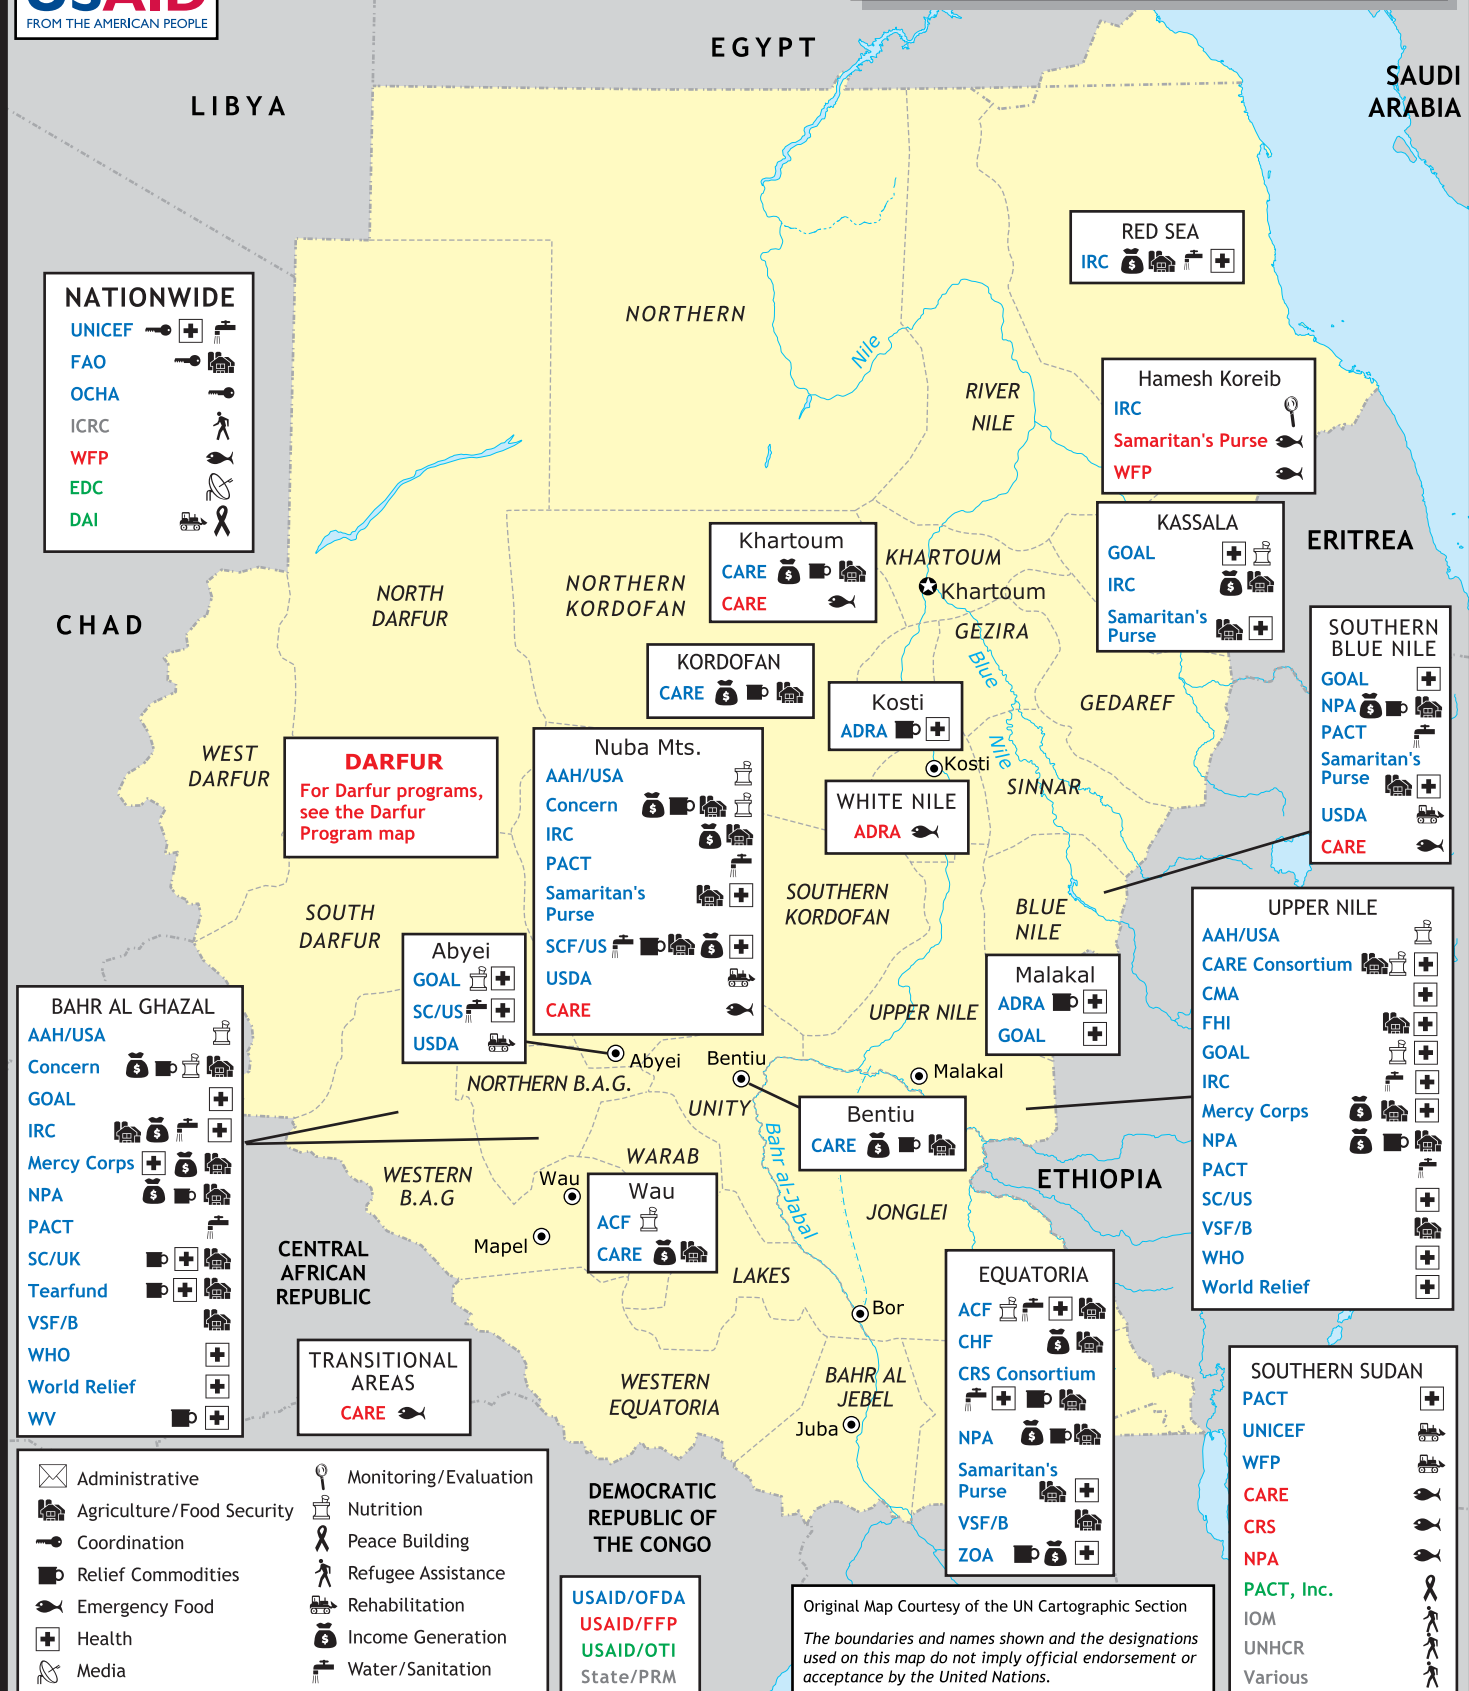 USAID
FROM THE AMERICAN PEOPLE
EGYPT
LIBYA
SAUDI
ARABIA
RED SEA
IRC
NATIONWIDE
UNICEF
FAO
OCHA
ICRC
WFP
EDC
DAI
NORTHERN
Nile
RIVER
NILE
Hamesh Koreib
IRC
Samaritan's Purse
WFP
KASSALA
GOAL
IRC
Samaritan's
Purse
ERITREA
Khartoum
CARE
CARE
KHARTOUM
Khartoum
NORTHERN
KORDOFAN
NORTH
DARFUR
CHAD
GEZIRA
Blue
Nile
KORDOFAN
CARE
Kosti
ADRA
Kosti
GEDAREF
SOUTHERN
BLUE NILE
GOAL
NPA
PACT
Samaritan's
Purse
USDA
CARE
WEST
DARFUR
DARFUR
For Darfur programs,
see the Darfur
Program map
Nuba Mts.
AAH/USA
Concern
IRC
PACT
Samaritan's
Purse
SCF/US
USDA
CARE
WHITE NILE
ADRA
SINNAR
SOUTHERN
KORDOFAN
BLUE
NILE
SOUTH
DARFUR
Abyei
GOAL
SC/US
USDA
UPPER NILE
AAH/USA
CARE Consortium
CMA
FHI
GOAL
IRC
Mercy Corps
NPA
PACT
SC/US
VSF/B
WHO
World Relief
Malakal
ADRA
GOAL
UPPER NILE
BAHR AL GHAZAL
AAH/USA
Concern
GOAL
IRC
Mercy Corps
NPA
PACT
SC/UK
Tearfund
VSF/B
WHO
World Relief
WV
Abyei
Bentiu
Malakal
NORTHERN B.A.G.
UNITY
Bentiu
CARE
Bahr al-Jabal
WARAB
WESTERN
B.A.G
Wau
Wau
ACF
CARE
Mapel
ETHIOPIA
JONGLEI
CENTRAL
AFRICAN
REPUBLIC
LAKES
Bor
EQUATORIA
ACF
CHF
CRS Consortium
NPA
Samaritan's
Purse
VSF/B
ZOA
TRANSITIONAL
AREAS
CARE
WESTERN
EQUATORIA
BAHR AL
JEBEL
Juba
SOUTHERN SUDAN
PACT
UNICEF
WFP
CARE
CRS
NPA
PACT, Inc.
IOM
UNHCR
Various
DEMOCRATIC
REPUBLIC OF
THE CONGO
Administrative
Agriculture/Food Security
Coordination
Relief Commodities
Emergency Food
Health
Media
Monitoring/Evaluation
Nutrition
Peace Building
Refugee Assistance
Rehabilitation
Income Generation
Water/Sanitation
USAID/OFDA
USAID/FFP
USAID/OTI
State/PRM
Original Map Courtesy of the UN Cartographic Section
The boundaries and names shown and the designations
used on this map do not imply official endorsement or
acceptance by the United Nations.